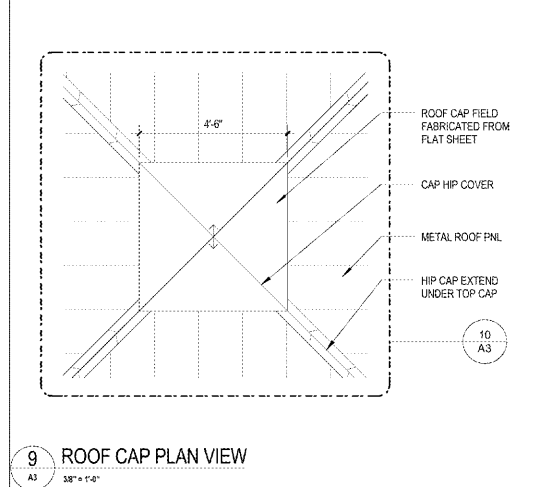 4'-6"
ROOF CAP FIELD
FABRICATED FROM
FLAT SHEET
CAP HIP COVER
METAL ROOF PNL
HIP CAP EXTEND
UNDER TOP CAP
10
A3
9
A3
ROOF CAP PLAN VIEW
3/8" = 1'-0"